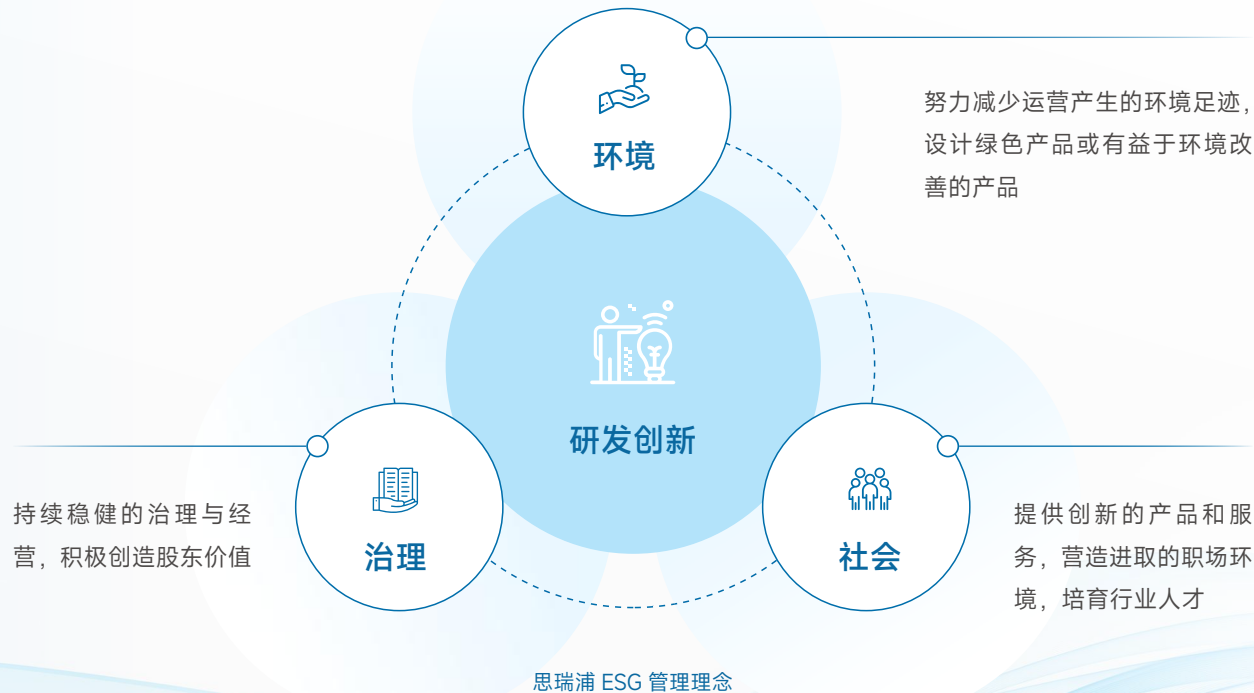 环境
努力减少运营产生的环境足迹，
设计绿色产品或有益于环境改
善的产品
研发创新
治理
持续稳健的治理与经
营，积极创造股东价值
社会
提供创新的产品和服
务，营造进取的职场环
境，培育行业人才
思瑞浦 ESG 管理理念